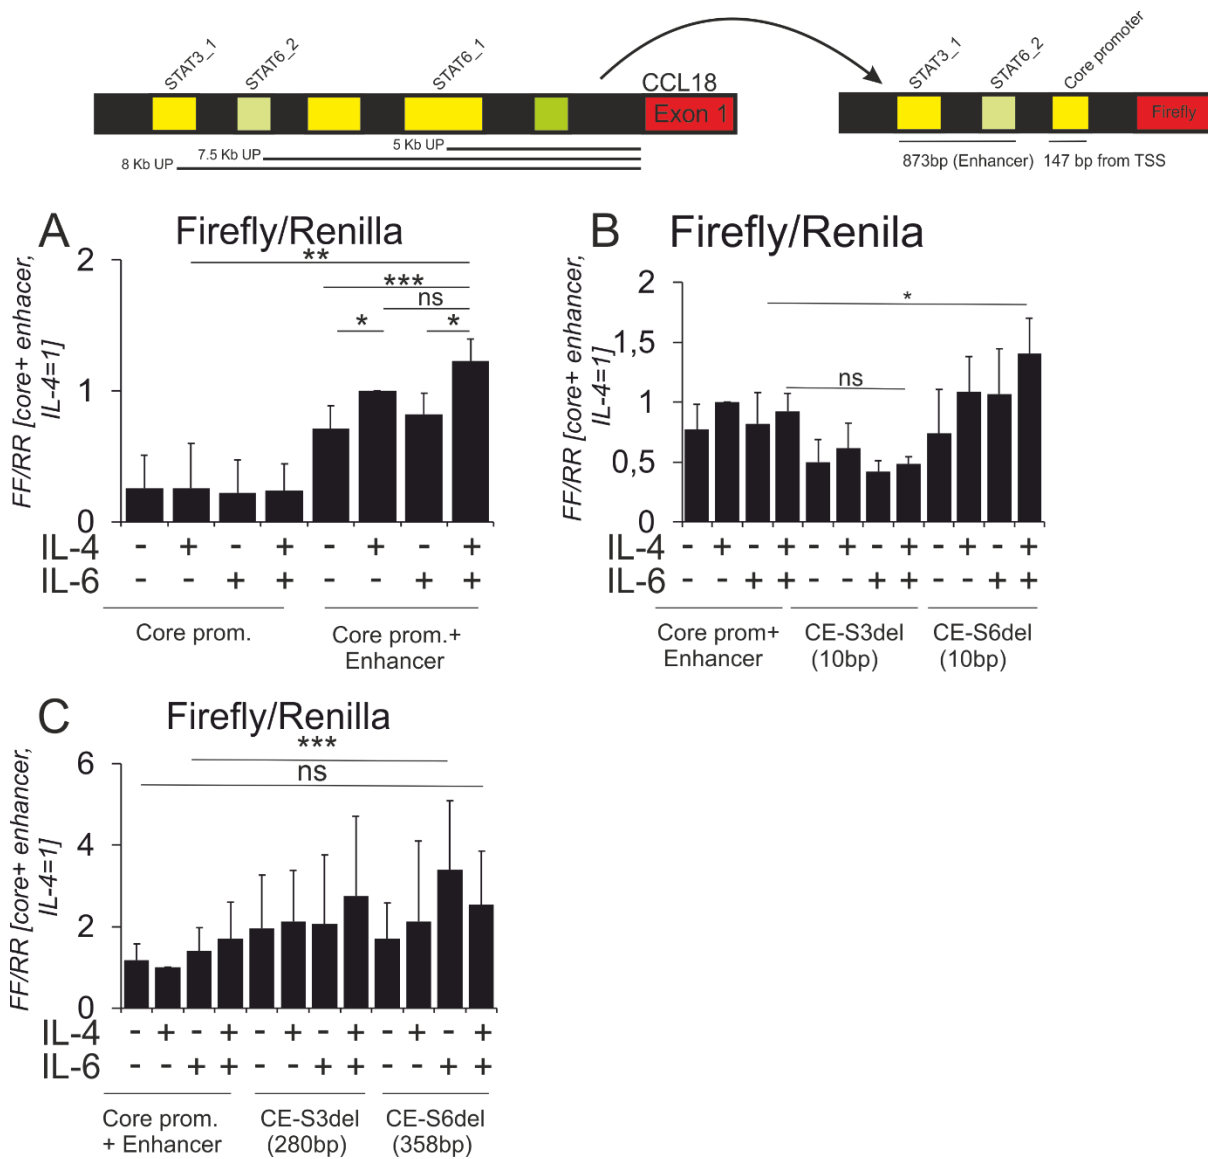 STAT3_1
STAT6_2
STAT6_1
CCL18
Exon 1
5 Kb UP
7.5 Kb UP
8 Kb UP
STAT3_1
STAT6_2
Core promoter
Firefly
873bp (Enhancer)
147 bp from TSS
A
Firefly/Renilla
FF/RR [core+ enhacer,
IL-4=1]
2
1
0
**
***
ns
*
*
IL-4
- + - + - + - +
IL-6
- - + + - - + +
Core prom.
Core prom.+
Enhancer
B
Firefly/Renila
FF/RR [core+ enhancer,
IL-4=1]
2
1,5
1
0,5
0
*
ns
IL-4
- + - + - + - + - + - +
IL-6
- - + + - - + + - - + +
Core prom+
Enhancer
CE-S3del
(10bp)
CE-S6del
(10bp)
C
Firefly/Renilla
FF/RR [core+ enhancer,
IL-4=1]
6
4
2
0
***
ns
IL-4
- + - + - + - + - + - +
IL-6
- - + + - - + + - - + +
Core prom.
+ Enhancer
CE-S3del
(280bp)
CE-S6del
(358bp)